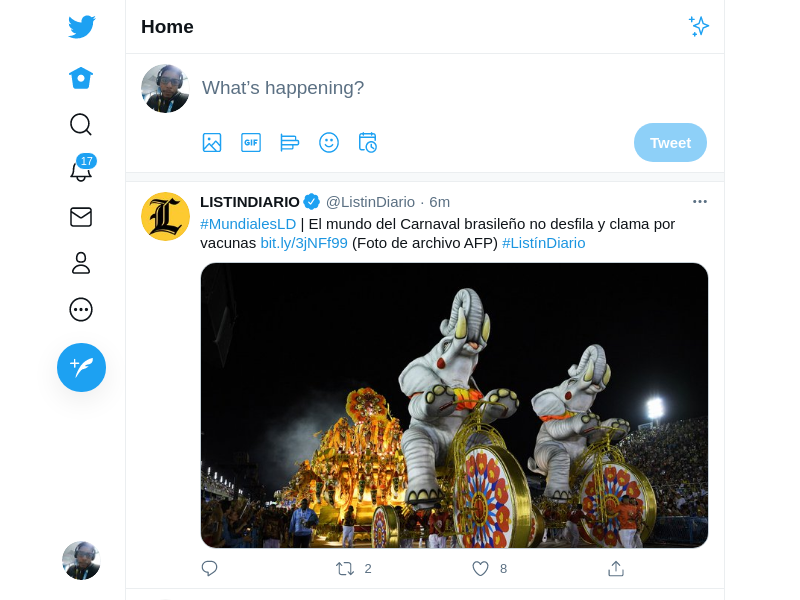 Home
What's happening?
GIF
Tweet
17
LISTINDIARIO @ListinDiario · 6m
#MundialesLD | El mundo del Carnaval brasileño no desfila y clama por
vacunas bit.ly/3jNFf99 (Foto de archivo AFP) #ListínDiario
L
2
8